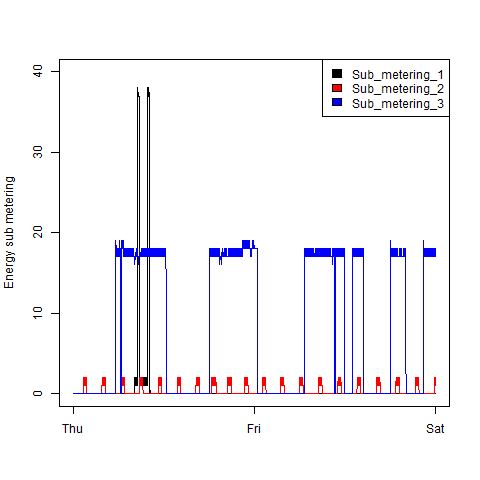 Sub_metering_1
Sub_metering_2
Sub_metering_3
Energy sub metering
40
30
20
10
0
Thu Fri Sat